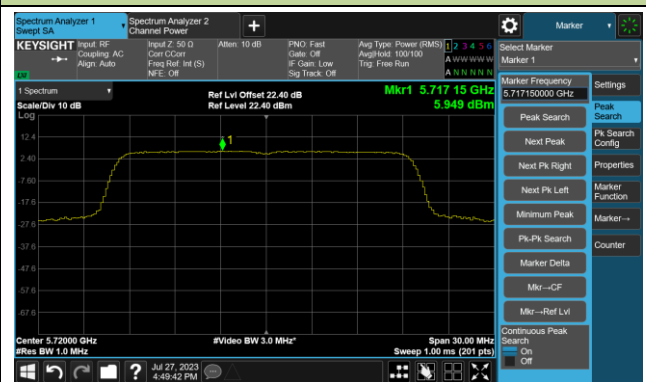 Spectrum Analyzer 1
Swept SA
Spectrum Analyzer 2
Channel Power
Marker
KEYSIGHT
Input: RF
Coupling: AC
Align: Auto
Input Z: 50 Ω
Corr CCorr
Freq Ref: Int (S)
NFE: Off
Atten: 10 dB
PNO: Fast
Gate: Off
IF Gain: Low
Sig Track: Off
Avg Type: Power (RMS)
Avg|Hold: 100/100
Trig: Free Run
1 2 3 4 5 6
A W W W W W
A N N N N N
LXI
Select Marker
Marker 1
1 Spectrum
Scale/Div 10 dB
Log
Ref Lvl Offset 22.40 dB
Ref Level 22.40 dBm
Mkr1 5.717 15 GHz
5.949 dBm
12.4
2.40
-7.60
-17.6
-27.6
-37.6
-47.6
-57.6
-67.6
1
Center 5.72000 GHz
#Res BW 1.0 MHz
#Video BW 3.0 MHz*
Span 30.00 MHz
Sweep 1.00 ms (201 pts)
Marker Frequency
5.717150000 GHz
Peak Search
Next Peak
Next Pk Right
Next Pk Left
Minimum Peak
Pk-Pk Search
Marker Delta
Mkr→CF
Mkr→Ref Lvl
Continuous Peak
Search
On
Off
Settings
Peak
Search
Pk Search
Config
Properties
Marker
Function
Marker→
Counter
Jul 27, 2023
4:49:42 PM